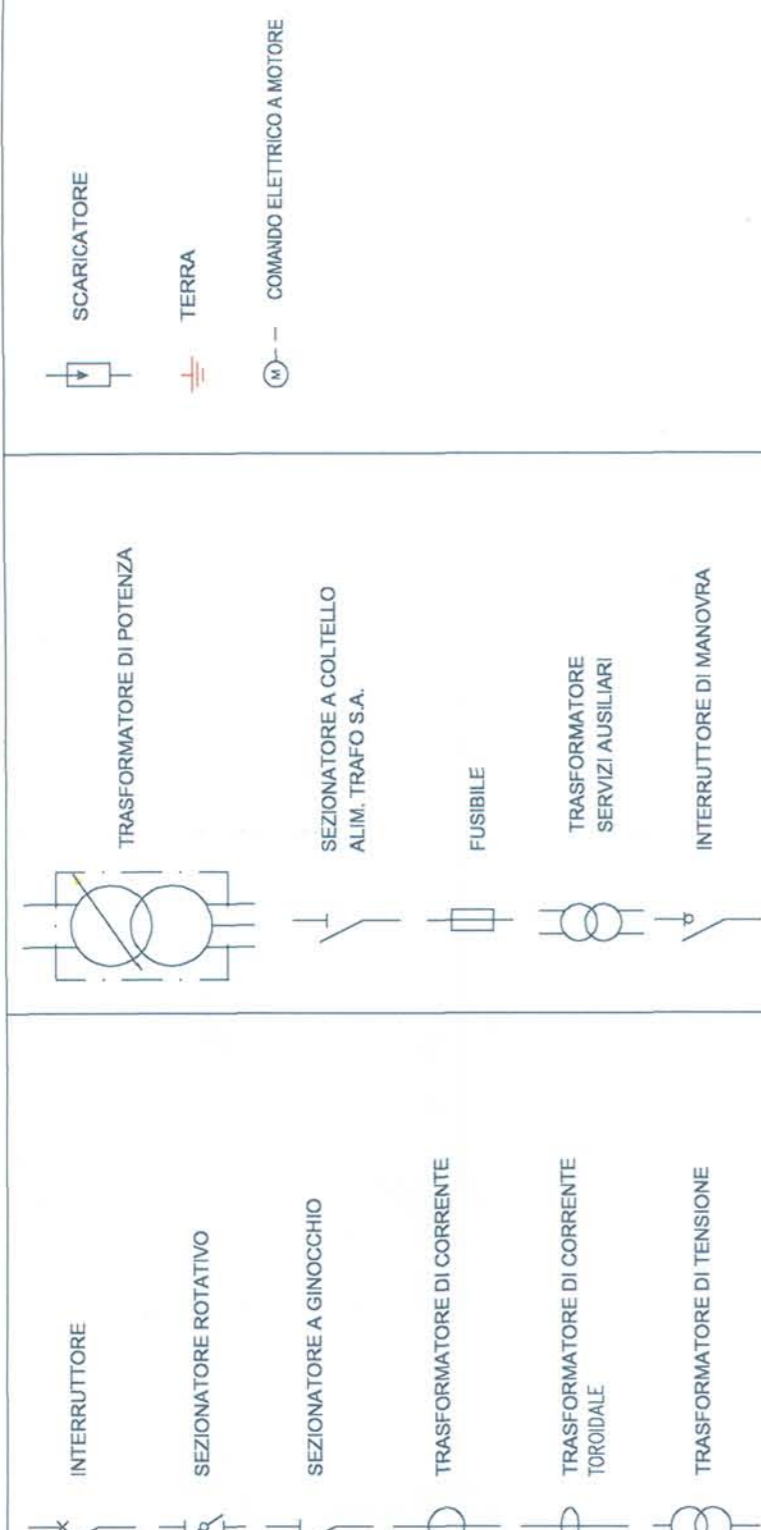 INTERRUTTORE
SEZIONATORE ROTATIVO
SEZIONATORE A GINOCCHIO
TRASFORMATORE DI CORRENTE
TRASFORMATORE DI CORRENTE
TOROIDALE
TRASFORMATORE DI TENSIONE
TRASFORMATORE DI POTENZA
SEZIONATORE A COLTELLO
ALIM. TRAFO S.A.
FUSIBILE
TRASFORMATORE
SERVIZI AUSILIARI
INTERRUTTORE DI MANOVRA
SCARICATORE
TERRA
M
COMANDO ELETTRICO A MOTORE